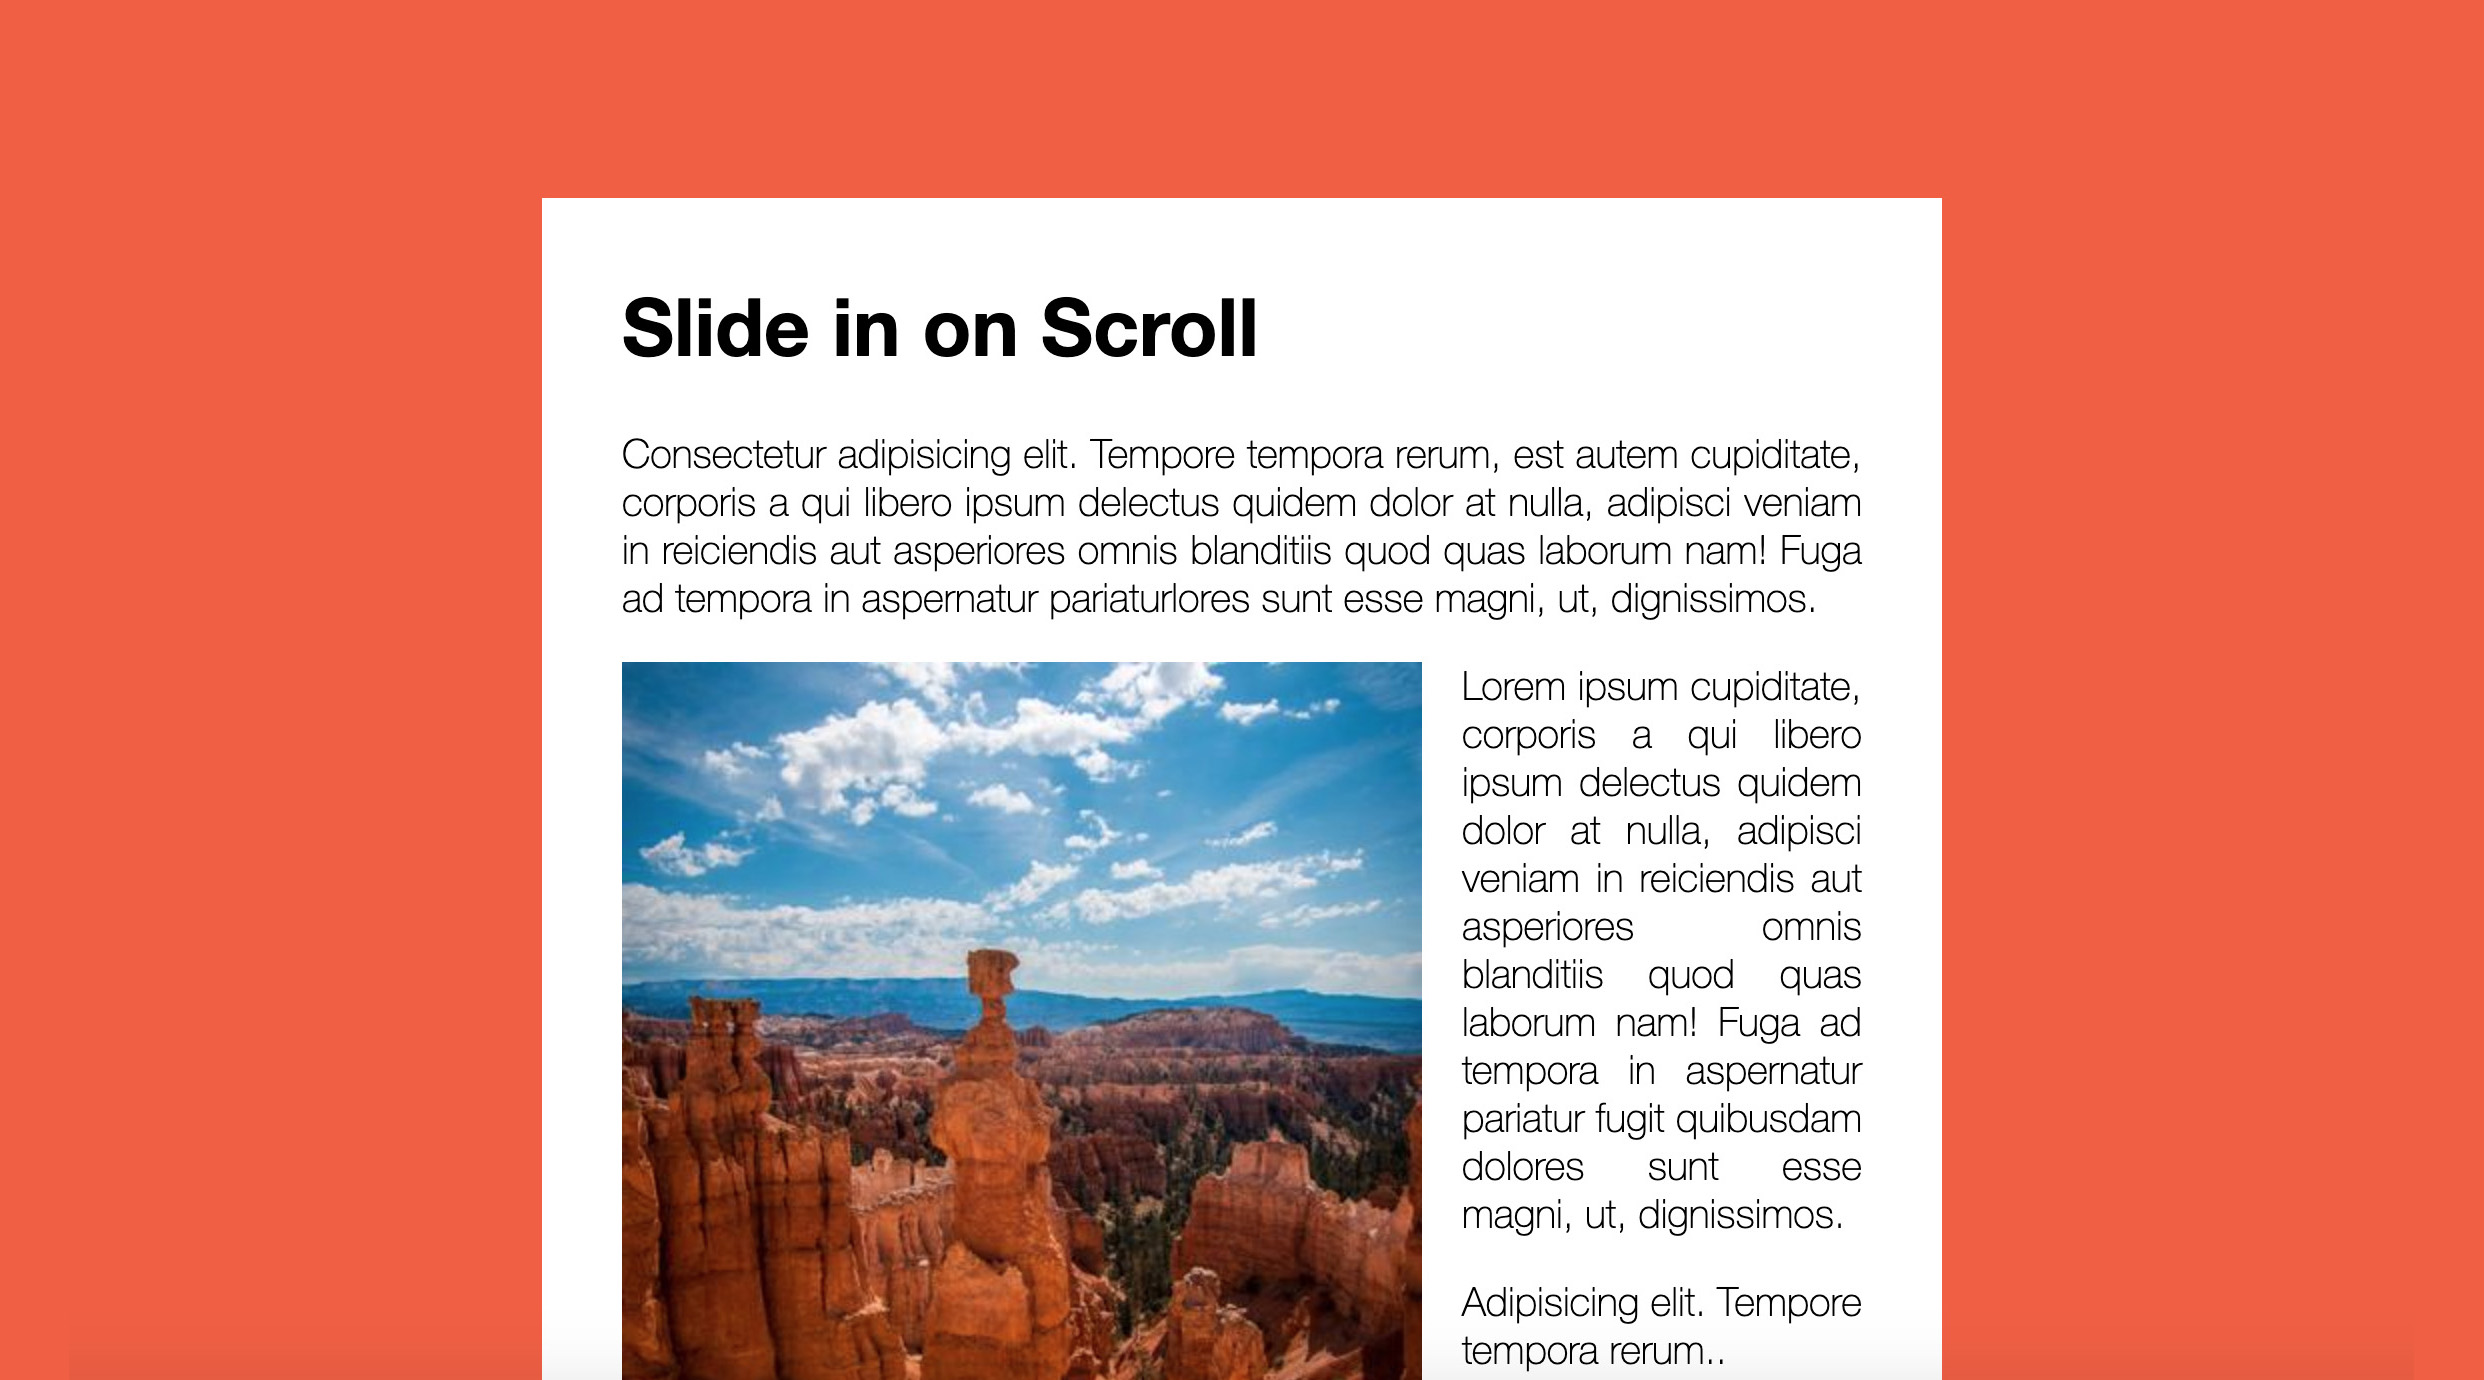 Slide in on Scroll
Consectetur adipisicing elit. Tempore tempora rerum, est autem cupiditate,
corporis a qui libero ipsum delectus quidem dolor at nulla, adipisci veniam
in reiciendis aut asperiores omnis blanditiis quod quas laborum nam! Fuga
ad tempora in aspernatur pariaturlores sunt esse magni, ut, dignissimos.
Lorem ipsum cupiditate,
corporis a qui libero
ipsum delectus quidem
dolor at nulla, adipisci
veniam in reiciendis aut
asperiores omnis
blanditiis quod quas
laborum nam! Fuga ad
tempora in aspernatur
pariatur fugit quibusdam
dolores sunt esse
magni, ut, dignissimos.
Adipisicing elit. Tempore
tempora rerum..